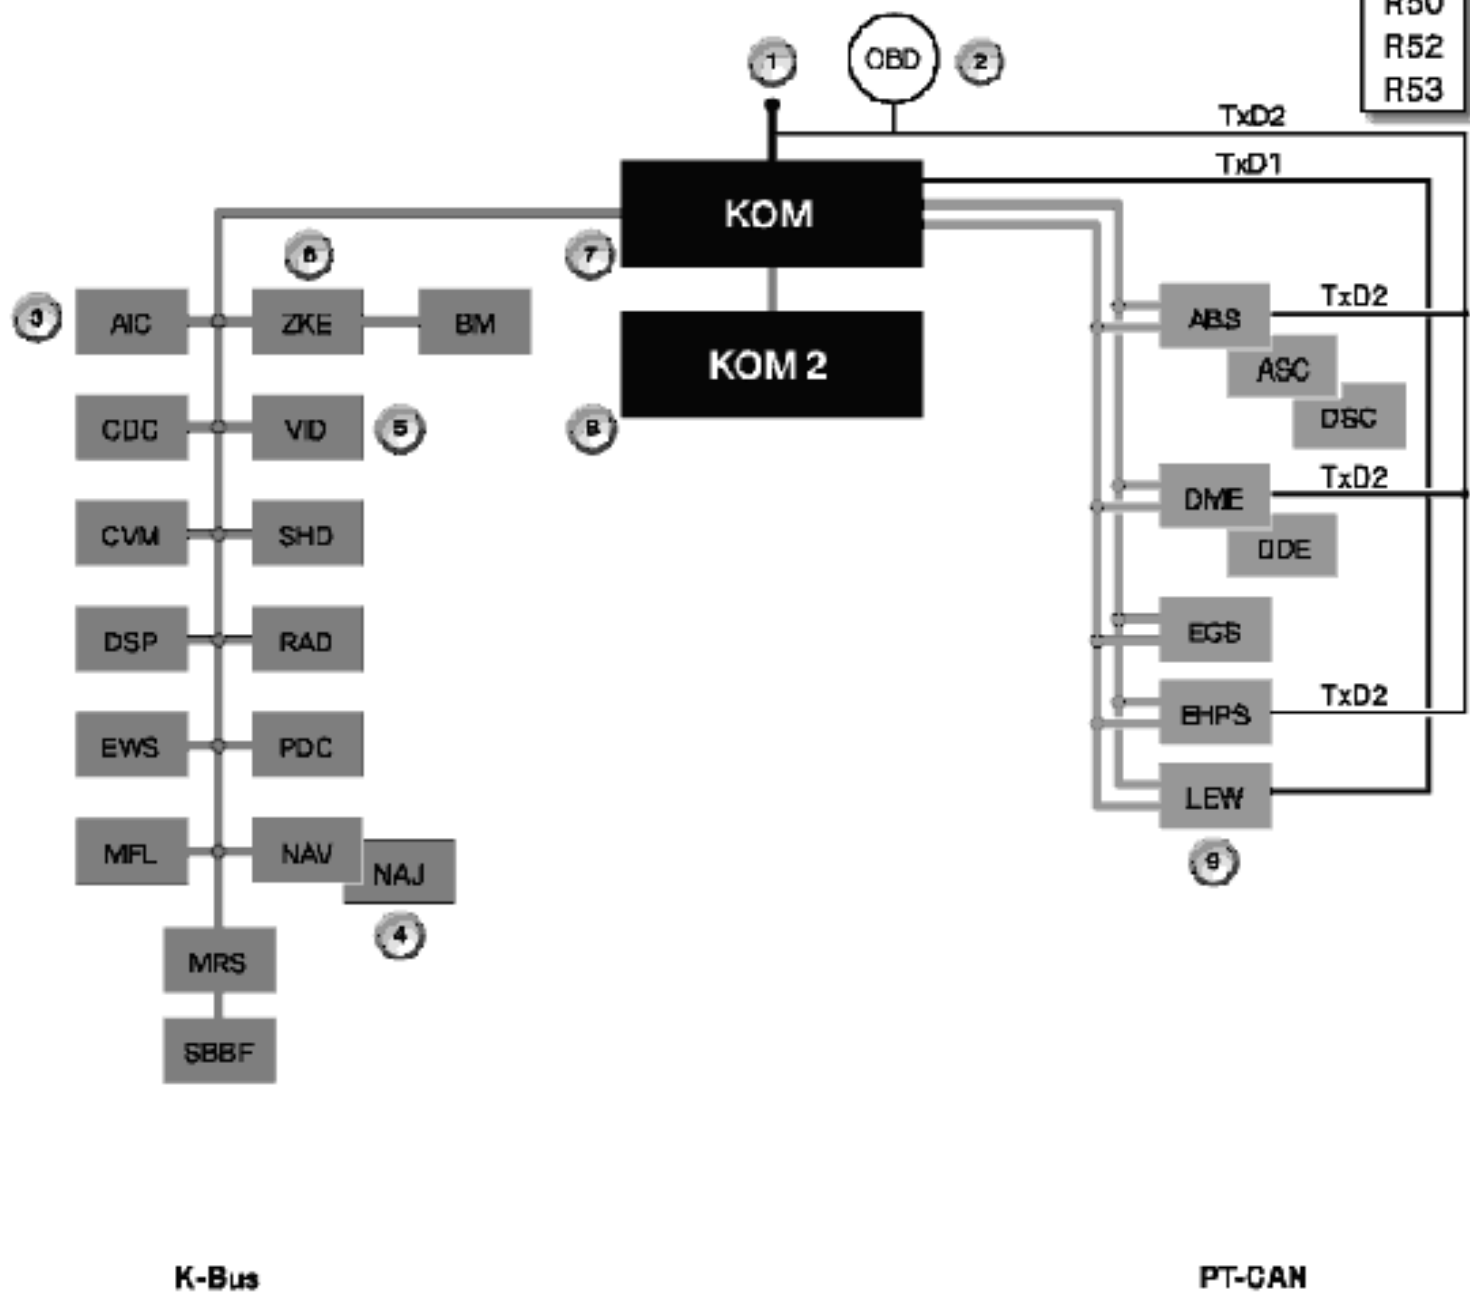 R50
R52
R53
1
OBD
2
TxD2
TxD1
KOM
6
7
3
AIC
ZKE
BM
KOM 2
ABS
TxD2
ASC
DSC
CDC
VID
5
8
DME
TxD2
DDE
CVM
SHD
DSP
RAD
EGS
EWS
PDC
EHPS
TxD2
LEW
MFL
NAV
NAJ
9
4
MRS
SBBF
K-Bus
PT-CAN